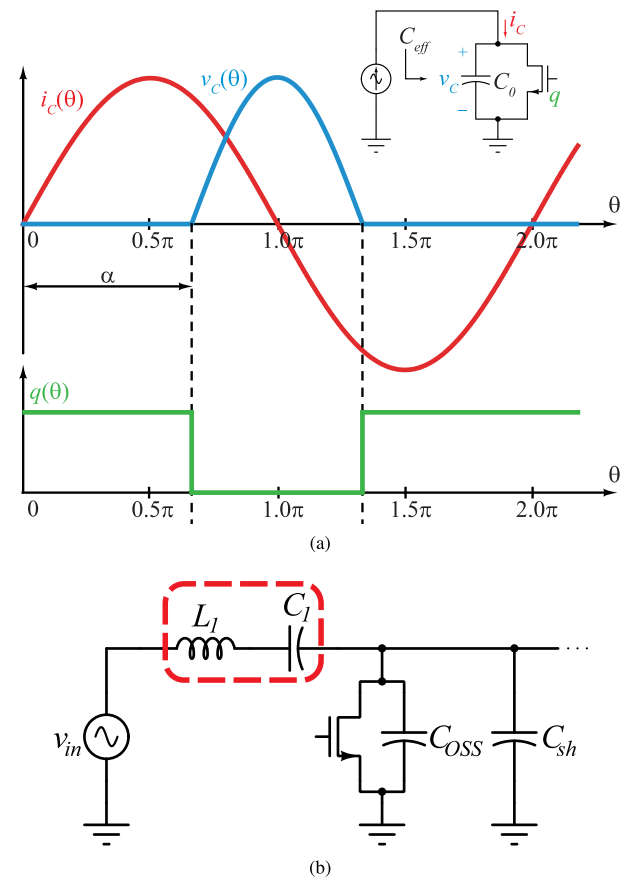 i_C
C_eff
i_C(θ)
v_C(θ)
+
v_C
C_0
q
−
θ
0
0.5π
1.0π
1.5π
2.0π
α
q(θ)
θ
0
0.5π
1.0π
1.5π
2.0π
(a)
L_1
C_1
...
v_in
C_OSS
C_sh
(b)